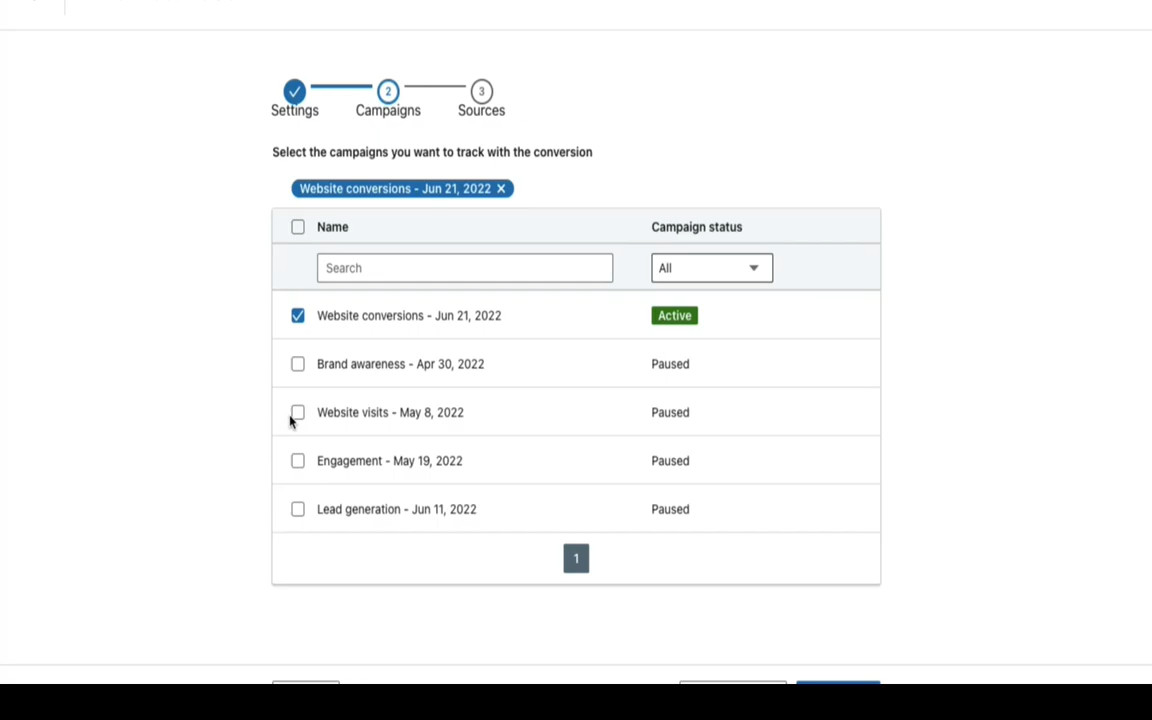 2 3
Settings Campaigns Sources
Select the campaigns you want to track with the conversion
Website conversions - Jun 21, 2022 ✕
Name Campaign status
Search All
Website conversions - Jun 21, 2022 Active
Brand awareness - Apr 30, 2022 Paused
Website visits - May 8, 2022 Paused
Engagement - May 19, 2022 Paused
Lead generation - Jun 11, 2022 Paused
1